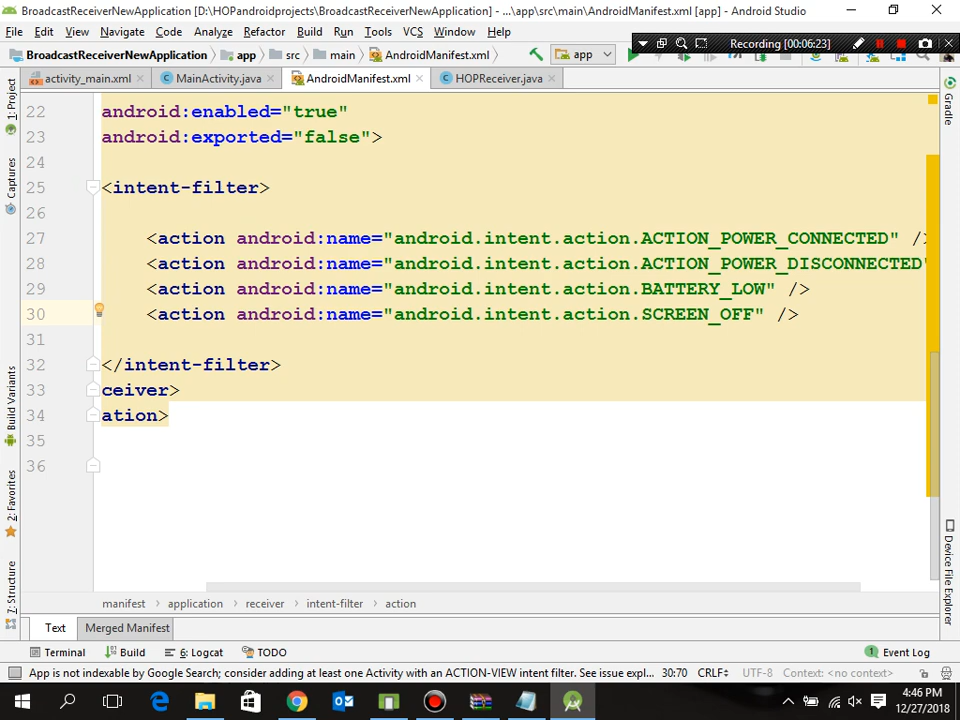 BroadcastReceiverNewApplication [D:\HOPandroidprojects\BroadcastReceiverNewApplication] - ...\app\src\main\AndroidManifest.xml [app] - Android Studio
File Edit View Navigate Code Analyze Refactor Build Run Tools VCS Window Help
BroadcastReceiverNewApplication app src main AndroidManifest.xml app
Recording [00:06:23]
activity_main.xml MainActivity.java AndroidManifest.xml HOPReceiver.java
1: Project
Captures
Build Variants
2: Favorites
7: Structure
22 android:enabled="true"
23 android:exported="false">
24
25 <intent-filter>
26
27 <action android:name="android.intent.action.ACTION_POWER_CONNECTED" />
28 <action android:name="android.intent.action.ACTION_POWER_DISCONNECTED"
29 <action android:name="android.intent.action.BATTERY_LOW" />
30 <action android:name="android.intent.action.SCREEN_OFF" />
31
32 </intent-filter>
33 ceiver>
34 ation>
35
36
Gradle
Device File Explorer
manifest › application › receiver › intent-filter › action
Text Merged Manifest
Terminal Build 6: Logcat TODO 1 Event Log
App is not indexable by Google Search; consider adding at least one Activity with an ACTION-VIEW intent filter. See issue expl... 30:70 CRLF UTF-8 Context: <no context>
4:46 PM
12/27/2018